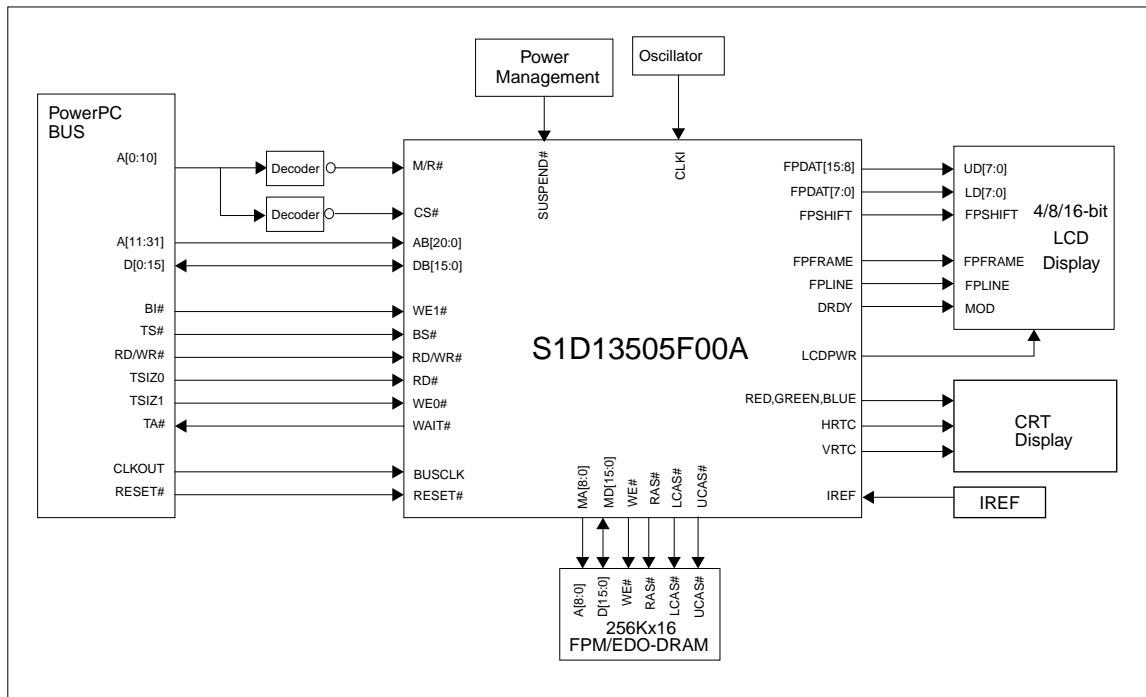 Power
Management
Oscillator
PowerPC
BUS
A[0:10]
Decoder
M/R#
Decoder
CS#
A[11:31]
AB[20:0]
D[0:15]
DB[15:0]
BI#
WE1#
TS#
BS#
RD/WR#
RD/WR#
TSIZ0
RD#
TSIZ1
WE0#
TA#
WAIT#
CLKOUT
BUSCLK
RESET#
RESET#
SUSPEND#
CLKI
S1D13505F00A
FPDAT[15:8]
UD[7:0]
FPDAT[7:0]
LD[7:0]
FPSHIFT
FPSHIFT
4/8/16-bit
LCD
Display
FPFRAME
FPFRAME
FPLINE
FPLINE
DRDY
MOD
LCDPWR
RED,GREEN,BLUE
HRTC
VRTC
CRT
Display
IREF
IREF
MA[8:0]
MD[15:0]
WE#
RAS#
LCAS#
UCAS#
A[8:0]
D[15:0]
WE#
RAS#
LCAS#
UCAS#
256Kx16
FPM/EDO-DRAM